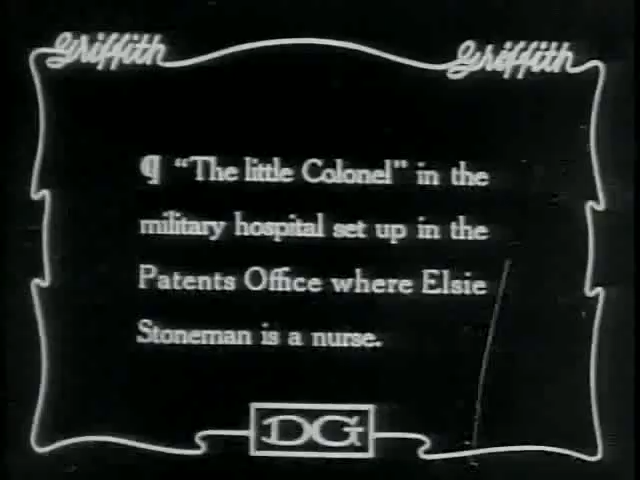 Griffith Griffith
¶ "The little Colonel" in the
military hospital set up in the
Patents Office where Elsie
Stoneman is a nurse.
DG